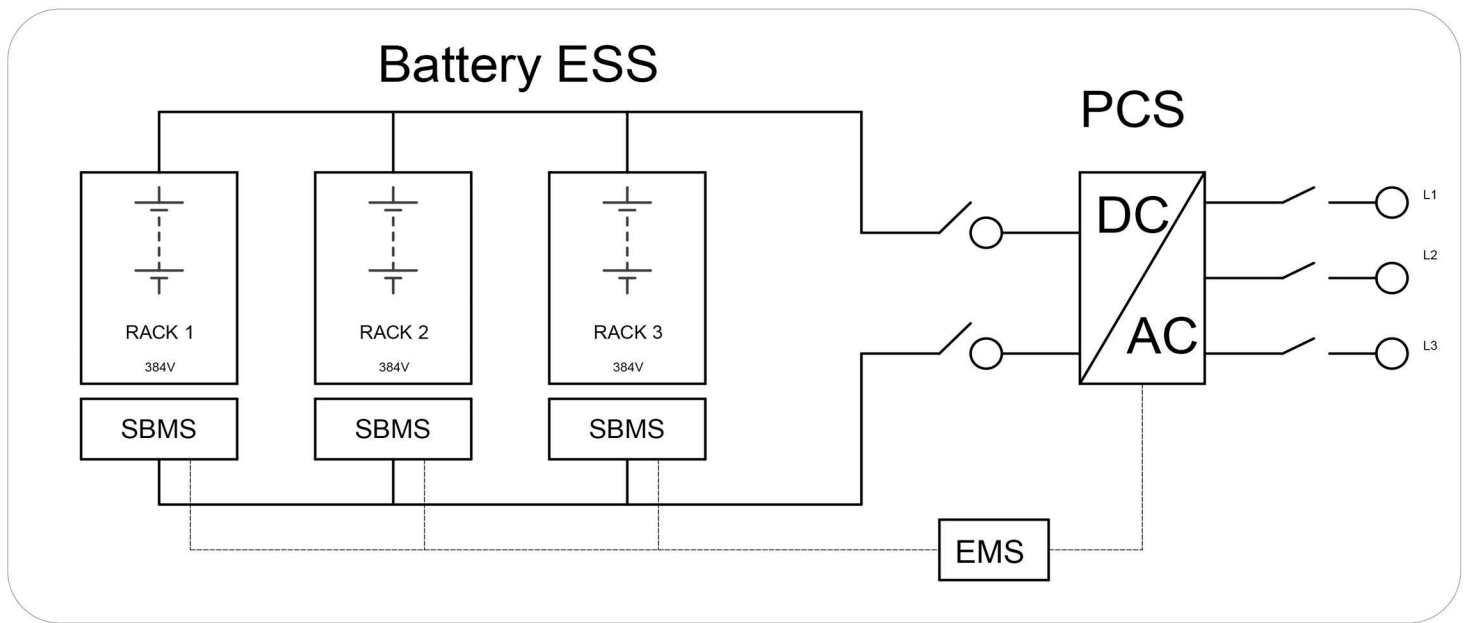 Battery ESS
PCS
RACK 1
384V
RACK 2
384V
RACK 3
384V
SBMS
SBMS
SBMS
DC
AC
L1
L2
L3
EMS